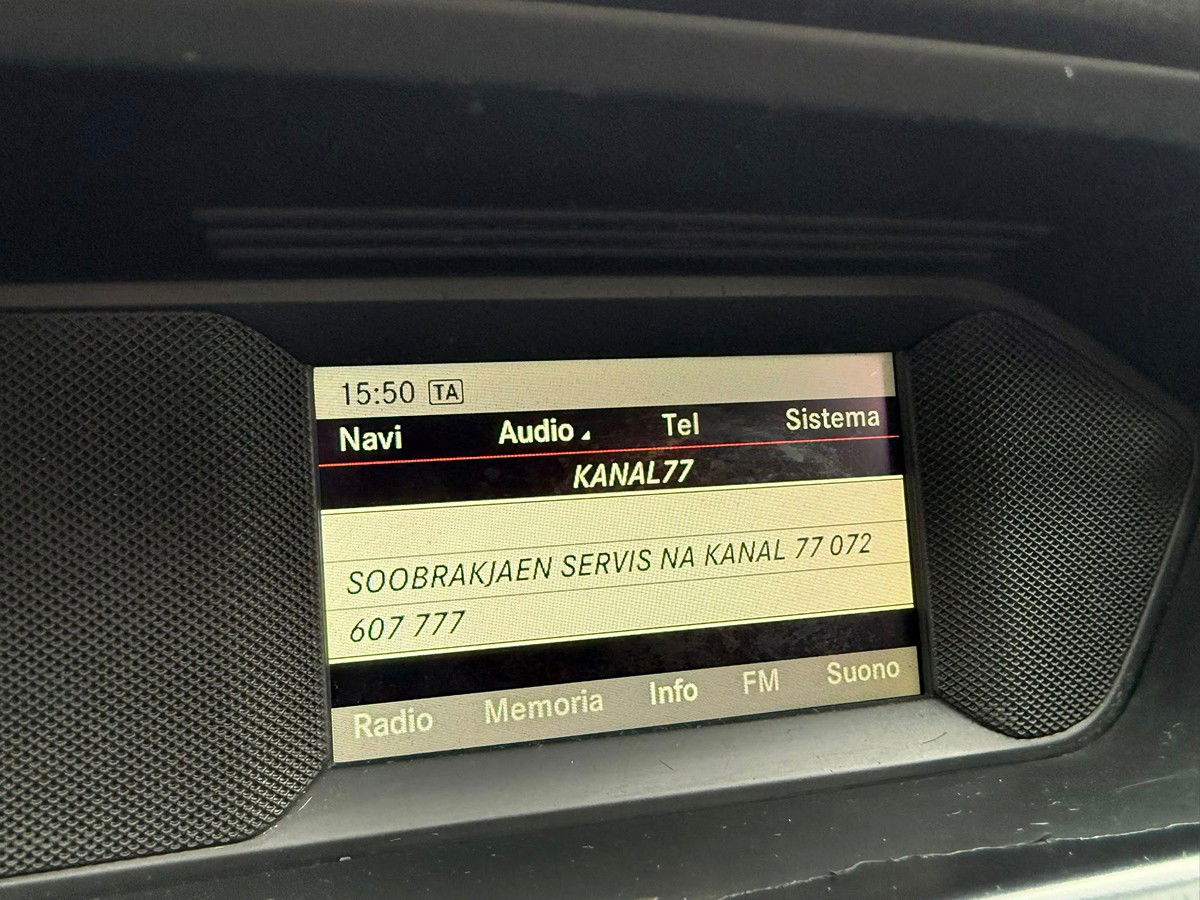 15:50 TA
Navi Audio Tel Sistema
KANAL77
SOOBRAKJAEN SERVIS NA KANAL 77 072
607 777
Radio Memoria Info FM Suono